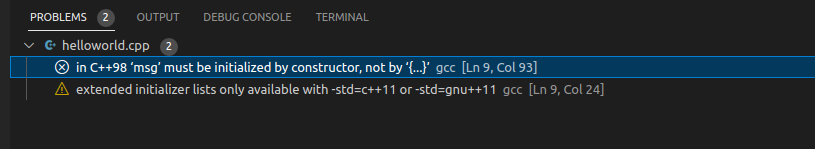 PROBLEMS 2 OUTPUT DEBUG CONSOLE TERMINAL
helloworld.cpp 2
in C++98 ‘msg’ must be initialized by constructor, not by ‘{...}’ gcc [Ln 9, Col 93]
extended initializer lists only available with -std=c++11 or -std=gnu++11 gcc [Ln 9, Col 24]